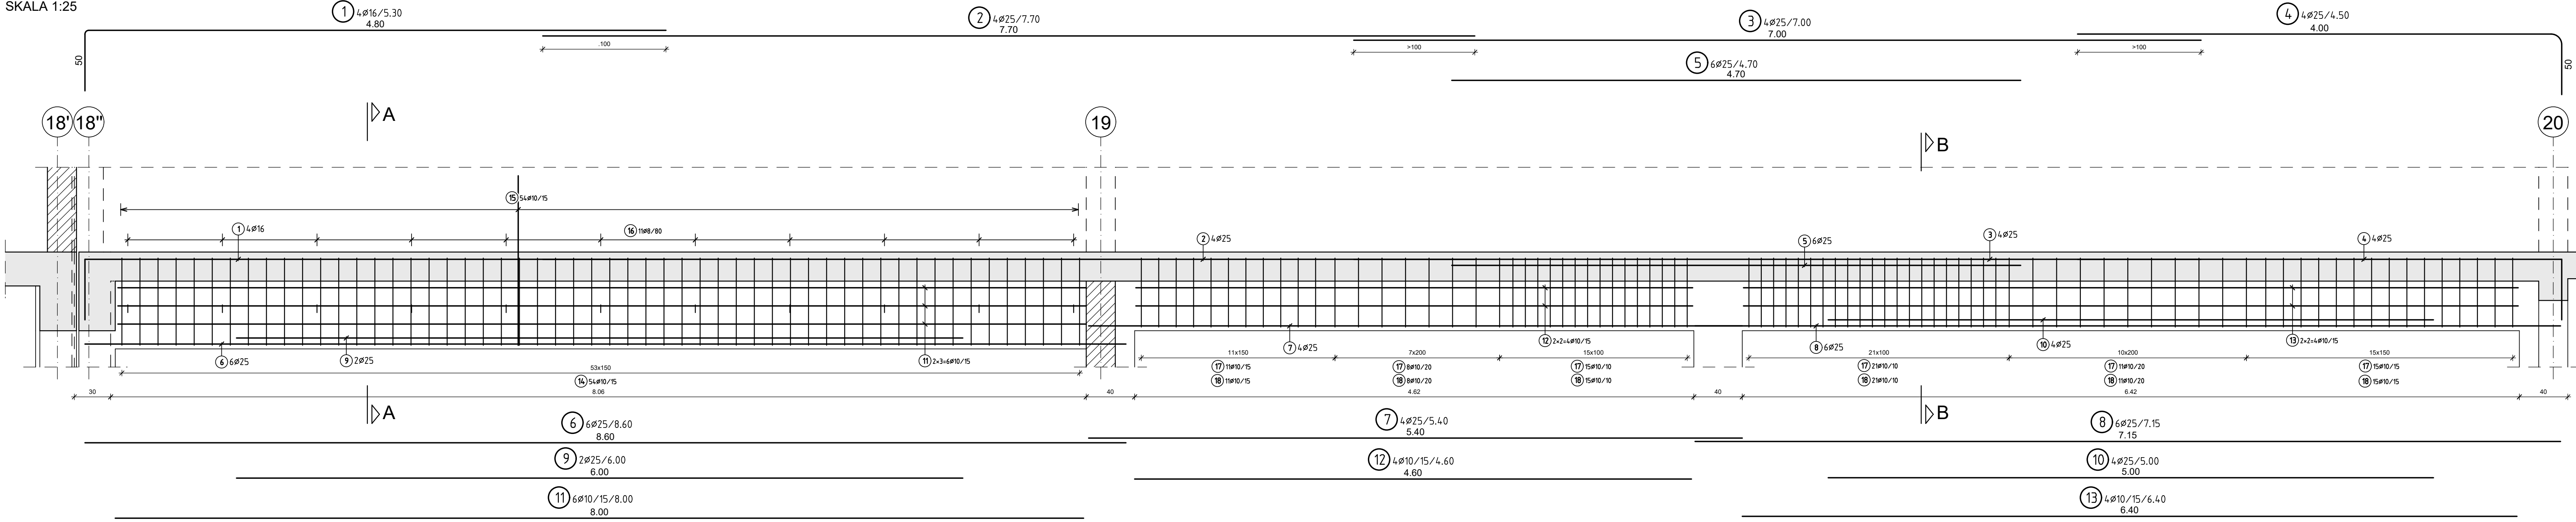 SKALA 1:25
1 4ø16/5.30
4.80
50
.100
2 4ø25/7.70
7.70
>100
3 4ø25/7.00
7.00
5 6ø25/4.70
4.70
4 4ø25/4.50
4.00
>100
50
18' 18" 19 20
A
B
15 54ø10/15
16 11ø8/80
1 4ø16
2 4ø25
5 6ø25
3 4ø25
4 4ø25
6 6ø25
9 2ø25
11 2×3=6ø10/15
7 4ø25
12 2×2=4ø10/15
8 6ø25
10 4ø25
13 2×2=4ø10/15
53x150
14 54ø10/15
11x150
17 11ø10/15
18 11ø10/15
7x200
17 8ø10/20
18 8ø10/20
15x100
17 15ø10/10
18 15ø10/10
21x100
17 21ø10/10
18 21ø10/10
10x200
17 11ø10/20
18 11ø10/20
15x150
17 15ø10/15
18 15ø10/15
30 8.06 40 4.62 40 6.42 40
A
B
6 6ø25/8.60
8.60
7 4ø25/5.40
5.40
8 6ø25/7.15
7.15
9 2ø25/6.00
6.00
12 4ø10/15/4.60
4.60
10 4ø25/5.00
5.00
11 6ø10/15/8.00
8.00
13 4ø10/15/6.40
6.40